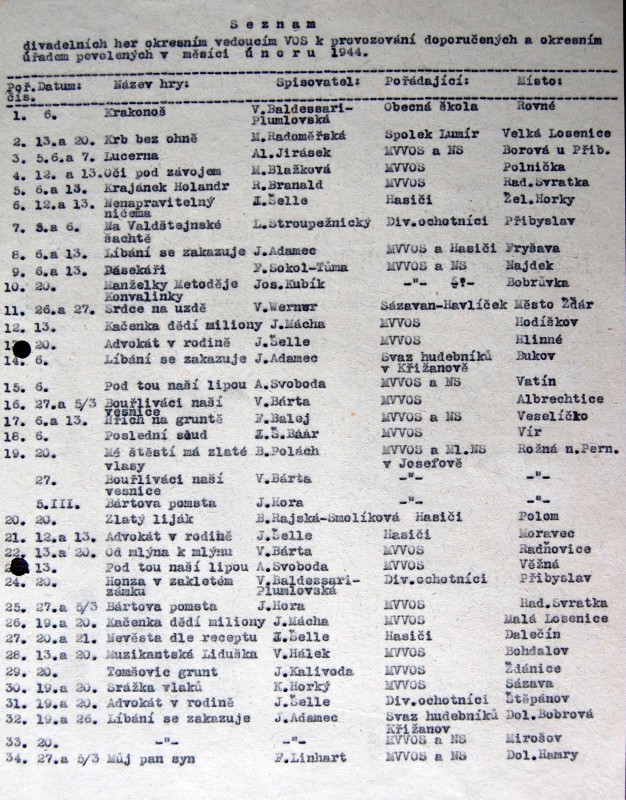 S e z n a m
divadelních her okresním vedoucím VOS k provozování doporučených a okresním
úřadem povelených v měsíci ú n o r u 1944.
Poř. Datum: Název hry: Spisovatel: Pořádající: Místo:
čís.
1. 6. Krakonoš V.Baldessari- Obecná škola Rovné
Plumlovská
2. 13.a 20. Krb bez ohně M.Radoměřská Spolek Lumír Velká Losenice
3. 5.6.a 7. Lucerna Al.Jirásek MVVOS a NS Borová u Přib.
4. 12.a 13. Oči pod závojem M.Blažková MVVOS Polnička
5. 6.a 13. Krajánek Holandr R.Branald MVVOS Rad.Svratka
6. 12.a 13. Nenapravitelný J.Šelle Hasiči Žel.Horky
ničema
7. 5.a 6. Na Valdštejnské L.Stroupežnický Div.ochotníci Přibyslav
šachtě
8. 6.a 13. Líbání se zakazuje J.Adamec MVVOS a Hasiči Fryšava
9. 6.a 13. Dásekáři F.Sokol-Tůma MVVOS a NS Najdek
10. 20. Manželky Metoděje Jos.Kubík -"- Bobrůvka
Konvalinky
11. 26.a 27. Srdce na uzdě V.Werner Sázavan-Havlíček Město Žďár
12. 13. Kačenka dědí miliony J.Mácha MVVOS Hodíškov
20. Advokát v rodině J.Šelle MVVOS Hlinné
14. 6. Líbání se zakazuje J.Adamec Svaz hudebníků Bukov
v Křižanově
15. 6. Pod tou naší lipou A.Svoboda MVVOS a NS Vatín
16. 27.a 5/3 Bouřliváci naší V.Bárta MVVOS Albrechtice
vesnice
17. 6.a 13. Hřích na gruntě F.Balej MVVOS a NS Veselíčko
18. 6. Poslední soud J.Š.Baar MVVOS Vír
19. 20. Mé štěstí má zlaté B.Polách MVVOS a Ml.NS Rožná n.Pern.
vlasy v Josefově
27. Bouřliváci naší V.Bárta -"- -"-
vesnice
5.III. Bártova pomsta J.Hora -"- -"-
20. 20. Zlatý liják B.Rajská-Smolíková Hasiči Polom
21. 12.a 13. Advokát v rodině J.Šelle Hasiči Moravec
22. 13.a 20. Od mlýna k mlýnu V.Bárta MVVOS Radňovice
13. Pod tou naší lipou A.Svoboda MVVOS Věžná
24. 20. Honza v zakletém V.Baldessari- Div.ochotníci Přibyslav
zámku Plumlovská
25. 27.a 5/3 Bártova pomsta J.Hora MVVOS Rad.Svratka
26. 19.a 20. Kačenka dědí miliony J.Mácha MVVOS Malá Losenice
27. 20.a 21. Nevěsta dle receptu J.Šelle Hasiči Dalečín
28. 13.a 20. Muzikantská Liduška V.Hálek MVVOS Bohdalov
29. 20. Tomšovic grunt J.Kalivoda MVVOS Ždánice
30. 19.a 20. Srážka vlaků K.Horký MVVOS Sázava
31. 19.a 20. Advokát v rodině J.Šelle Div.ochotníci Štěpánov
32. 19.a 26. Líbání se zakazuje J.Adamec Svaz hudebníků Dol.Bobrová
Křižanov
33. 20. -"- -"- MVVOS a NS Mirošov
34. 27.a 5/3 Můj pan syn F.Linhart MVVOS a NS Dol.Hamry